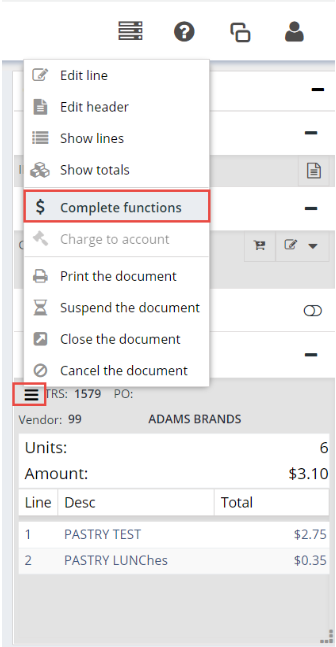 Edit line
Edit header
Show lines
Show totals
$ Complete functions
Charge to account
Print the document
Suspend the document
Close the document
Cancel the document
TRS: 1579 PO:
Vendor: 99 ADAMS BRANDS
Units: 6
Amount: $3.10
Line Desc Total
1 PASTRY TEST $2.75
2 PASTRY LUNChes $0.35